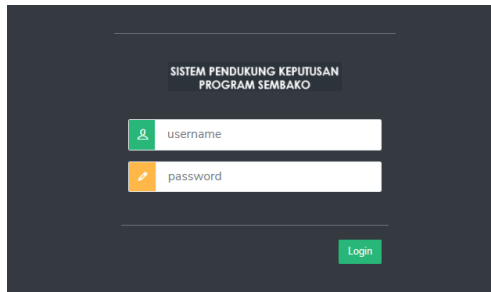 SISTEM PENDUKUNG KEPUTUSAN
PROGRAM SEMBAKO
username
password
Login